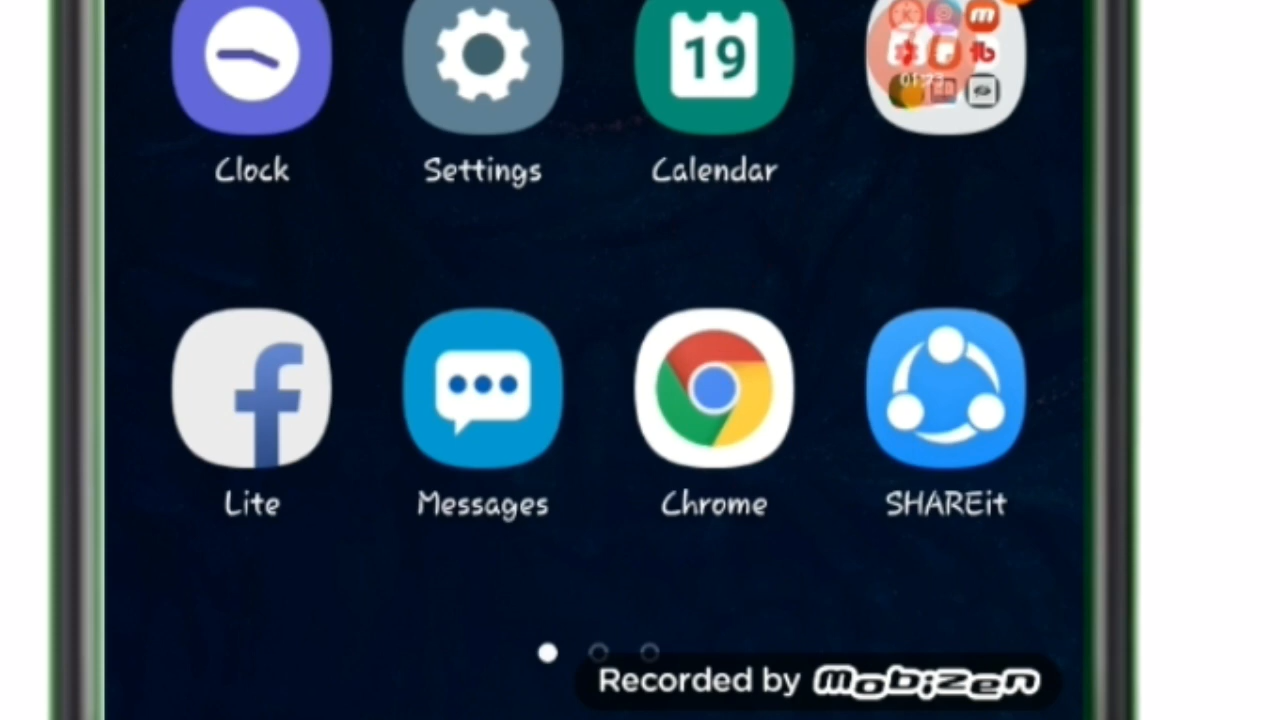 19
Clock
Settings
Calendar
Lite
Messages
Chrome
SHAREit
Recorded by Mobizen